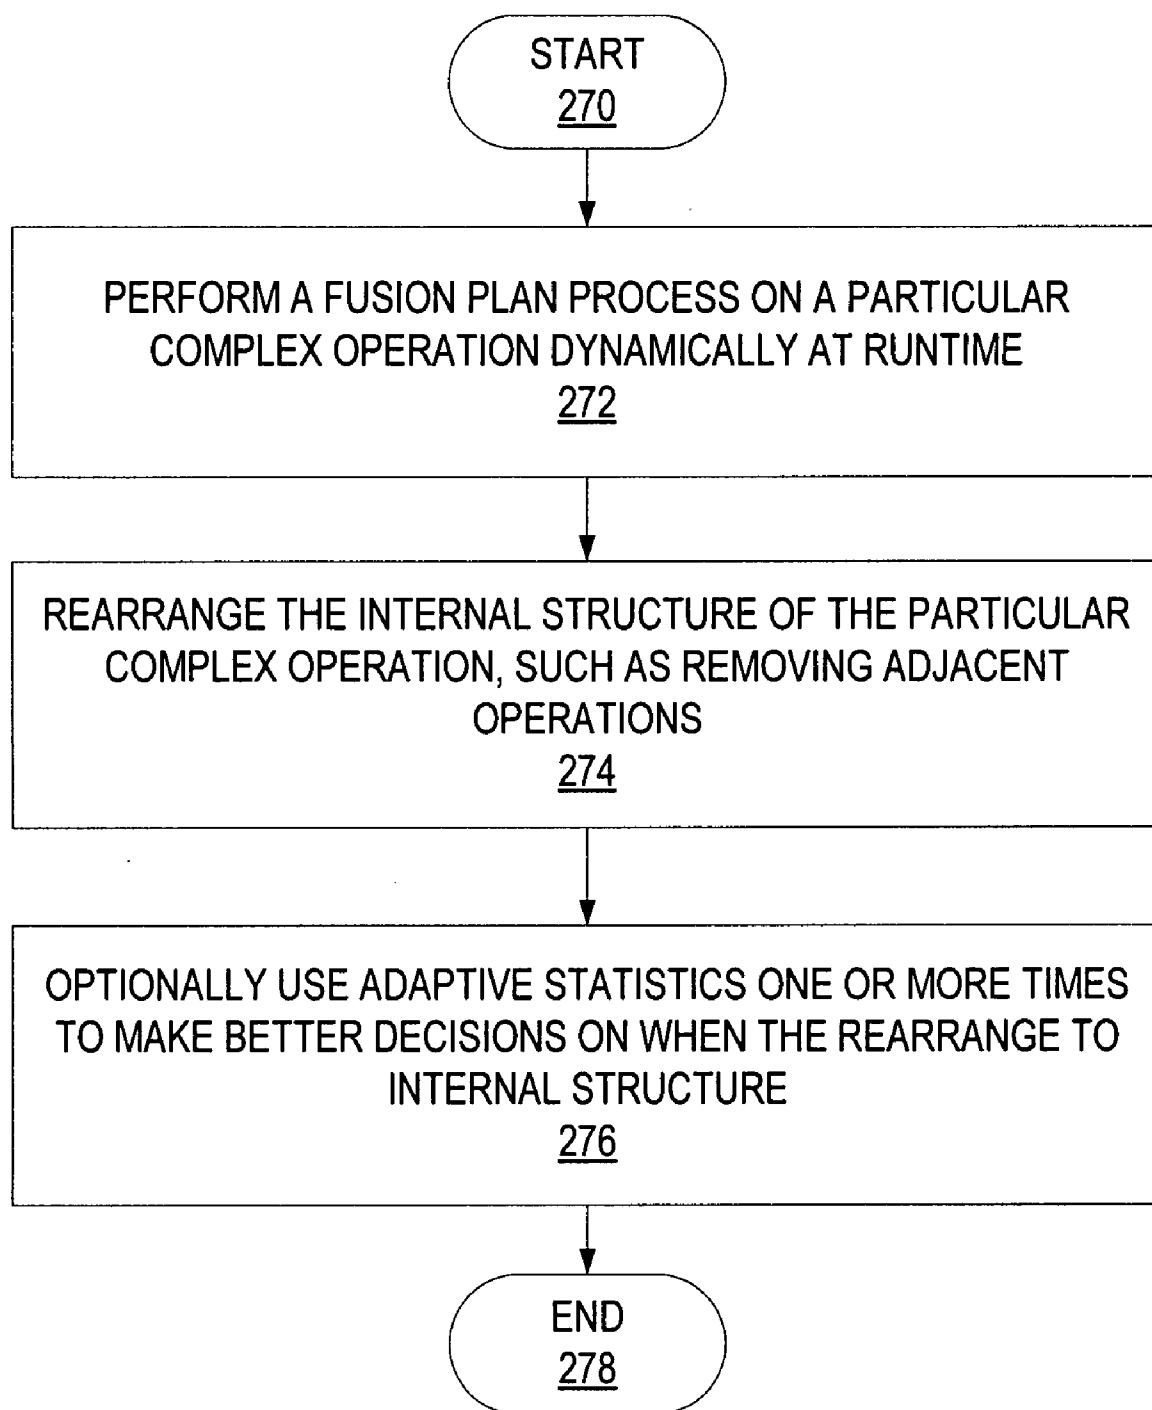 START
270
PERFORM A FUSION PLAN PROCESS ON A PARTICULAR
COMPLEX OPERATION DYNAMICALLY AT RUNTIME
272
REARRANGE THE INTERNAL STRUCTURE OF THE PARTICULAR
COMPLEX OPERATION, SUCH AS REMOVING ADJACENT
OPERATIONS
274
OPTIONALLY USE ADAPTIVE STATISTICS ONE OR MORE TIMES
TO MAKE BETTER DECISIONS ON WHEN THE REARRANGE TO
INTERNAL STRUCTURE
276
END
278